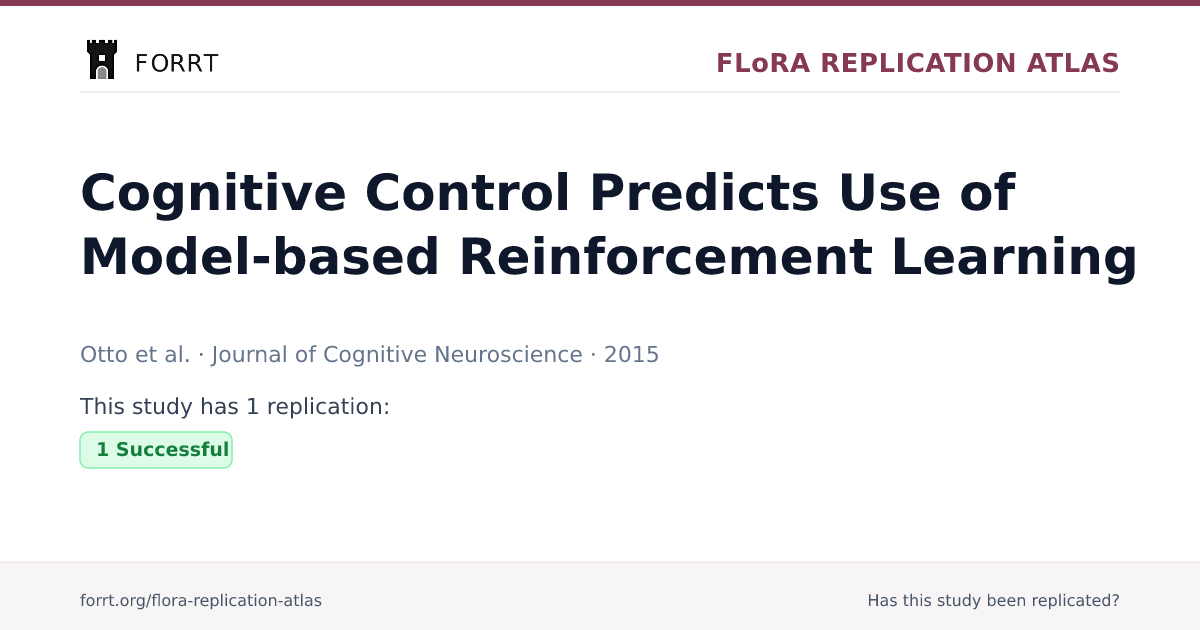 FORRT
FLoRA REPLICATION ATLAS
Cognitive Control Predicts Use of
Model-based Reinforcement Learning
Otto et al. · Journal of Cognitive Neuroscience · 2015
This study has 1 replication:
1 Successful
forrt.org/flora-replication-atlas
Has this study been replicated?